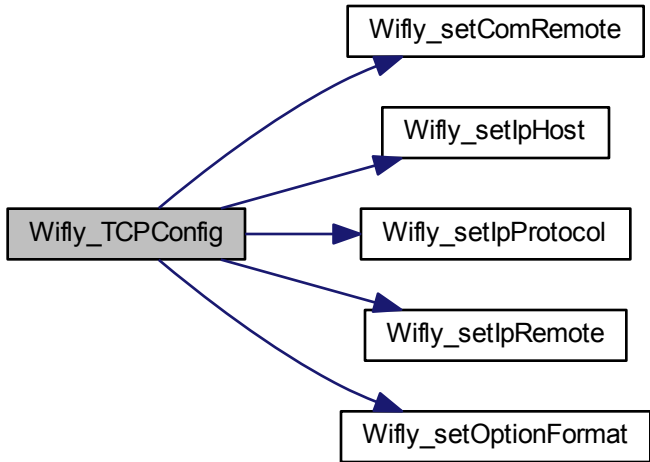 Wifly_setComRemote
Wifly_setIpHost
Wifly_TCPConfig
Wifly_setIpProtocol
Wifly_setIpRemote
Wifly_setOptionFormat